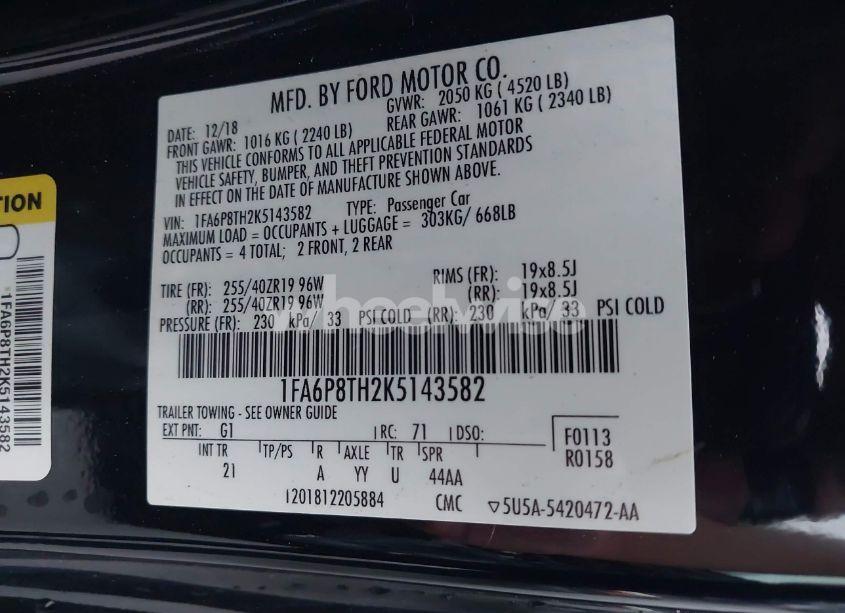 MFD. BY FORD MOTOR CO.
DATE: 12/18 GVWR: 2050 KG ( 4520 LB)
FRONT GAWR: 1016 KG ( 2240 LB) REAR GAWR: 1061 KG ( 2340 LB)
THIS VEHICLE CONFORMS TO ALL APPLICABLE FEDERAL MOTOR
VEHICLE SAFETY, BUMPER, AND THEFT PREVENTION STANDARDS
IN EFFECT ON THE DATE OF MANUFACTURE SHOWN ABOVE.
VIN: 1FA6P8TH2K5143582 TYPE: Passenger Car
MAXIMUM LOAD = OCCUPANTS + LUGGAGE = 303KG/ 668LB
OCCUPANTS = 4 TOTAL; 2 FRONT, 2 REAR
TIRE (FR): 255/40ZR19 96W RIMS (FR): 19x8.5J
(RR): 255/40ZR19 96W (RR): 19x8.5J
PRESSURE (FR): 230 kPa/ 33 PSI COLD (RR): 230 kPa/ 33 PSI COLD
wheelwise
1FA6P8TH2K5143582
TRAILER TOWING - SEE OWNER GUIDE
EXT PNT: G1 RC: 71 DSO: F0113
INT TR TP/PS R AXLE TR SPR R0158
21 A YY U 44AA
1201812205884 CMC ▽5U5A-5420472-AA
TION
1FA6P8TH2K5143582